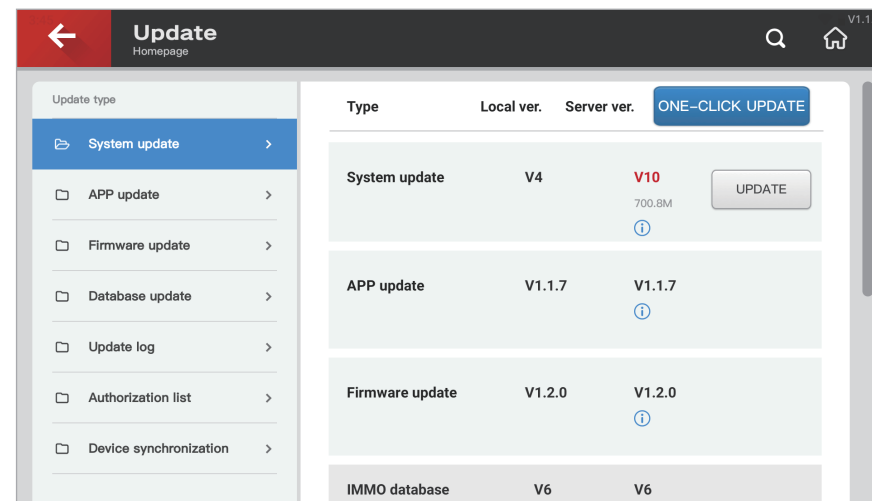 Update
Homepage
V1.1
Update type
System update
APP update
Firmware update
Database update
Update log
Authorization list
Device synchronization
Type Local ver. Server ver. ONE-CLICK UPDATE
System update V4 V10 UPDATE
700.8M
APP update V1.1.7 V1.1.7
Firmware update V1.2.0 V1.2.0
IMMO database V6 V6